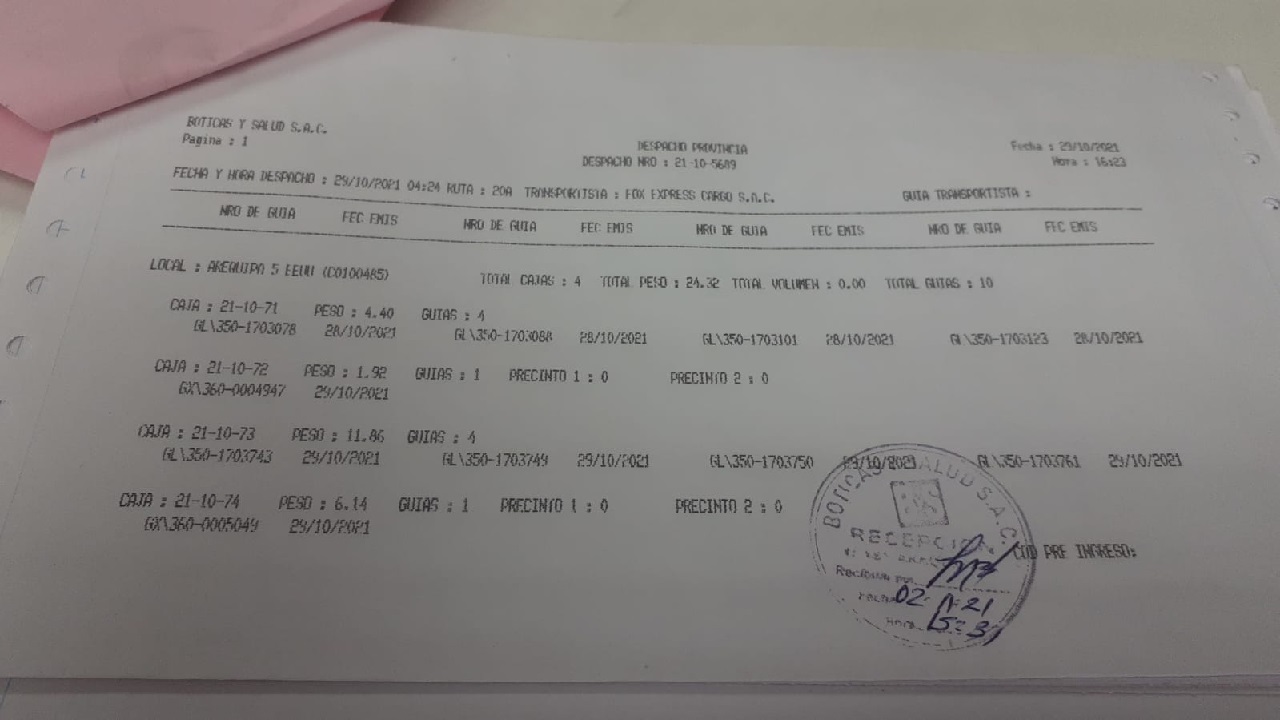 BOTICAS Y SALUD S.A.C.
Pagina : 1
DESPACHO PROVINCIA
DESPACHO NRO : 21-10-5689
Fecha : 29/10/2021
Hora : 16:23
FECHA Y HORA DESPACHO : 29/10/2021 04:24 RUTA : 20A TRANSPORTISTA : FOX EXPRESS CARGO S.A.C. GUIA TRANSPORTISTA :
NRO DE GUIA FEC EMIS NRO DE GUIA FEC EMIS NRO DE GUIA FEC EMIS NRO DE GUIA FEC EMIS
LOCAL : AREQUIPA 5 EEUU (C0100485) TOTAL CAJAS : 4 TOTAL PESO : 24.32 TOTAL VOLUMEN : 0.00 TOTAL GUIAS : 10
CAJA : 21-10-71 PESO : 4.40 GUIAS : 4
GL\350-1703078 28/10/2021 GL\350-1703088 28/10/2021 GL\350-1703101 28/10/2021 GL\350-1703123 28/10/2021
CAJA : 21-10-72 PESO : 1.92 GUIAS : 1 PRECINTO 1 : 0 PRECINTO 2 : 0
GX\360-0004947 29/10/2021
CAJA : 21-10-73 PESO : 11.86 GUIAS : 4
GL\350-1703743 29/10/2021 GL\350-1703749 29/10/2021 GL\350-1703750 29/10/2021 GL\350-1703761 29/10/2021
CAJA : 21-10-74 PESO : 6.14 GUIAS : 1 PRECINTO 1 : 0 PRECINTO 2 : 0
GX\360-0005049 29/10/2021
COD PRE INGRESO:
BOTICAS SALUD S.A.C.
RECEPCION
02-11-21